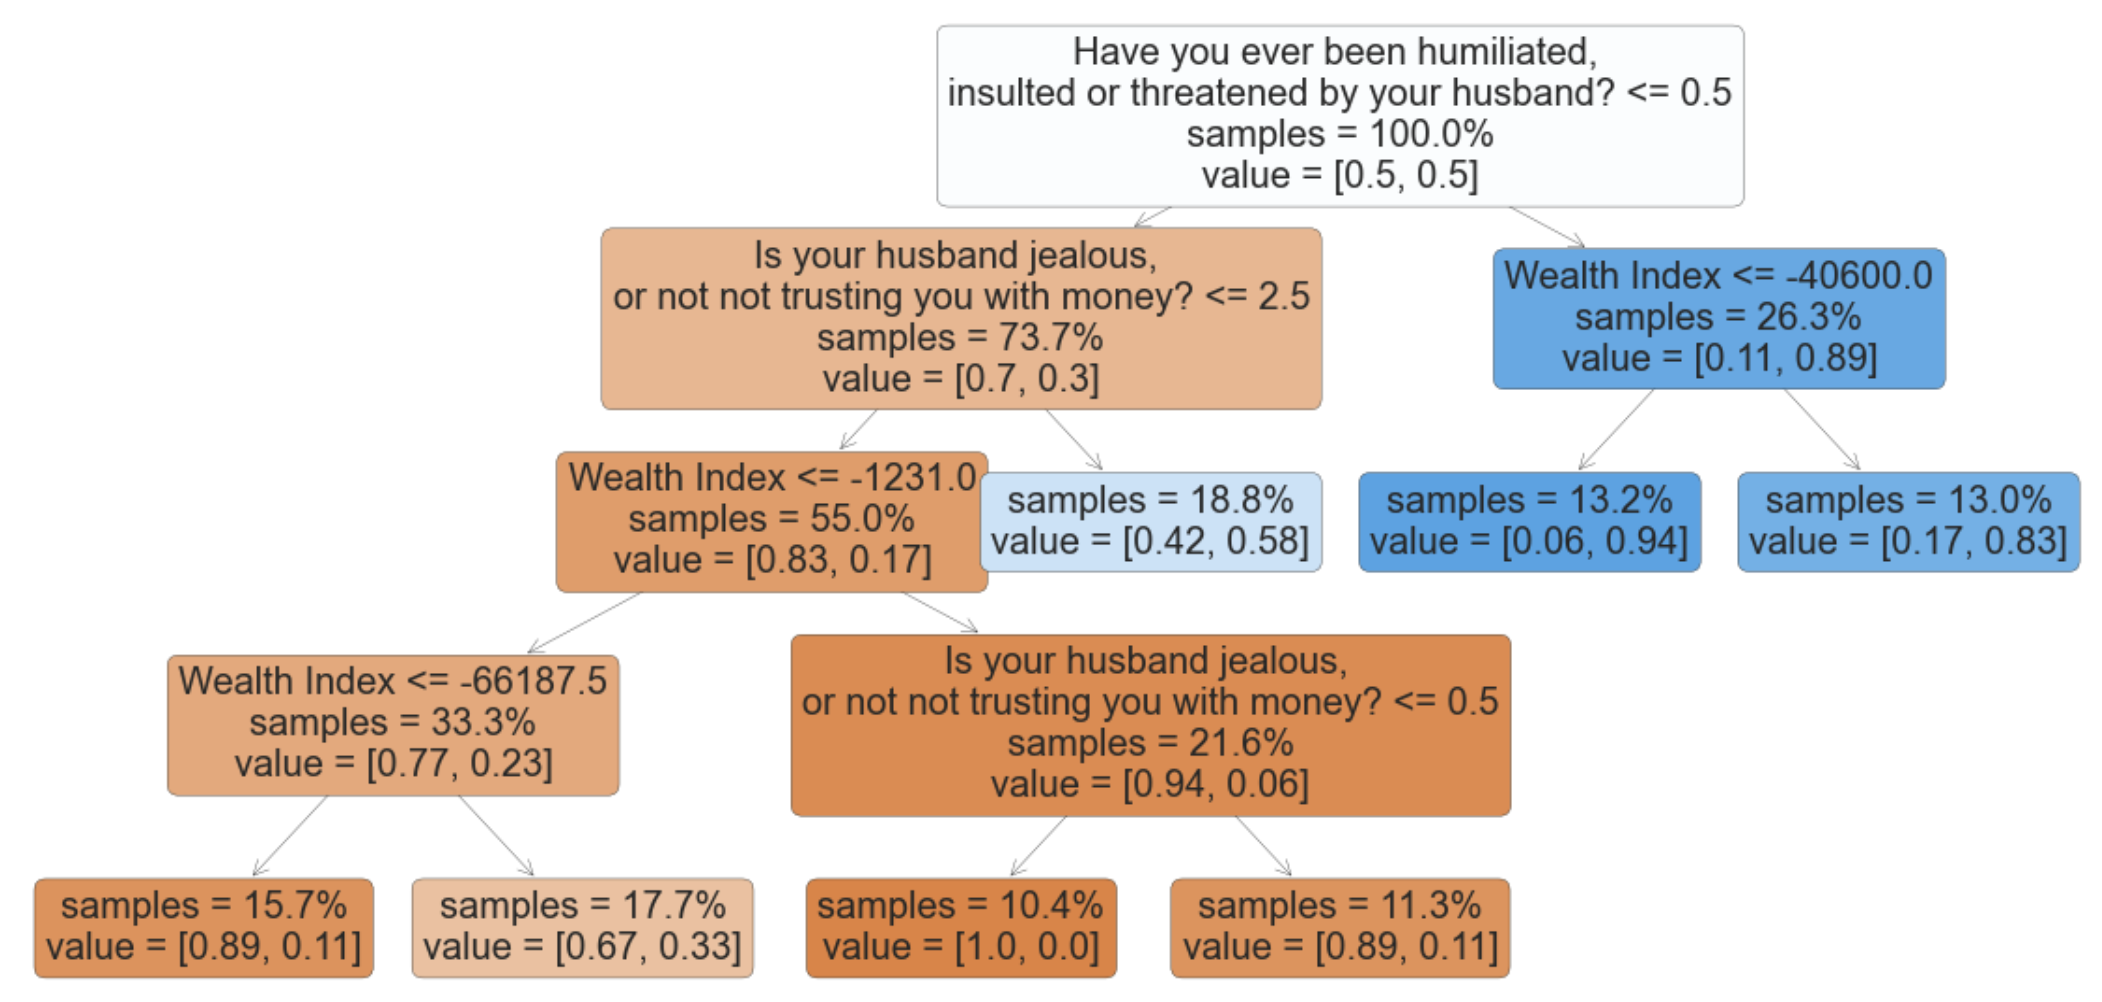 Have you ever been humiliated,
insulted or threatened by your husband? <= 0.5
samples = 100.0%
value = [0.5, 0.5]
Is your husband jealous,
or not not trusting you with money? <= 2.5
samples = 73.7%
value = [0.7, 0.3]
Wealth Index <= -40600.0
samples = 26.3%
value = [0.11, 0.89]
Wealth Index <= -1231.0
samples = 55.0%
value = [0.83, 0.17]
samples = 18.8%
value = [0.42, 0.58]
samples = 13.2%
value = [0.06, 0.94]
samples = 13.0%
value = [0.17, 0.83]
Wealth Index <= -66187.5
samples = 33.3%
value = [0.77, 0.23]
Is your husband jealous,
or not not trusting you with money? <= 0.5
samples = 21.6%
value = [0.94, 0.06]
samples = 15.7%
value = [0.89, 0.11]
samples = 17.7%
value = [0.67, 0.33]
samples = 10.4%
value = [1.0, 0.0]
samples = 11.3%
value = [0.89, 0.11]